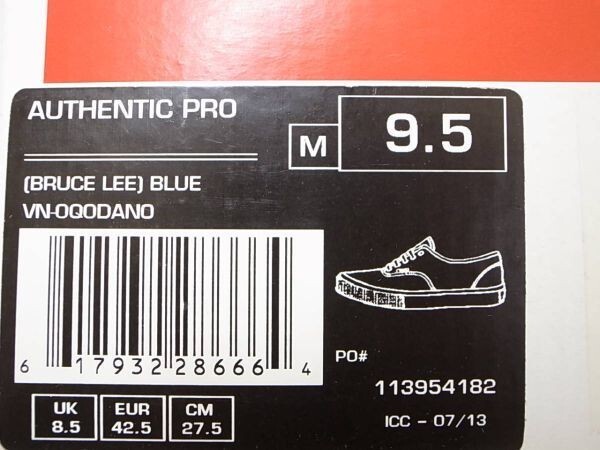 AUTHENTIC PRO
M
9.5
(BRUCE LEE) BLUE
VN-0Q0DAN0
6 17932 28666 4
PO#
113954182
UK
8.5
EUR
42.5
CM
27.5
ICC - 07/13